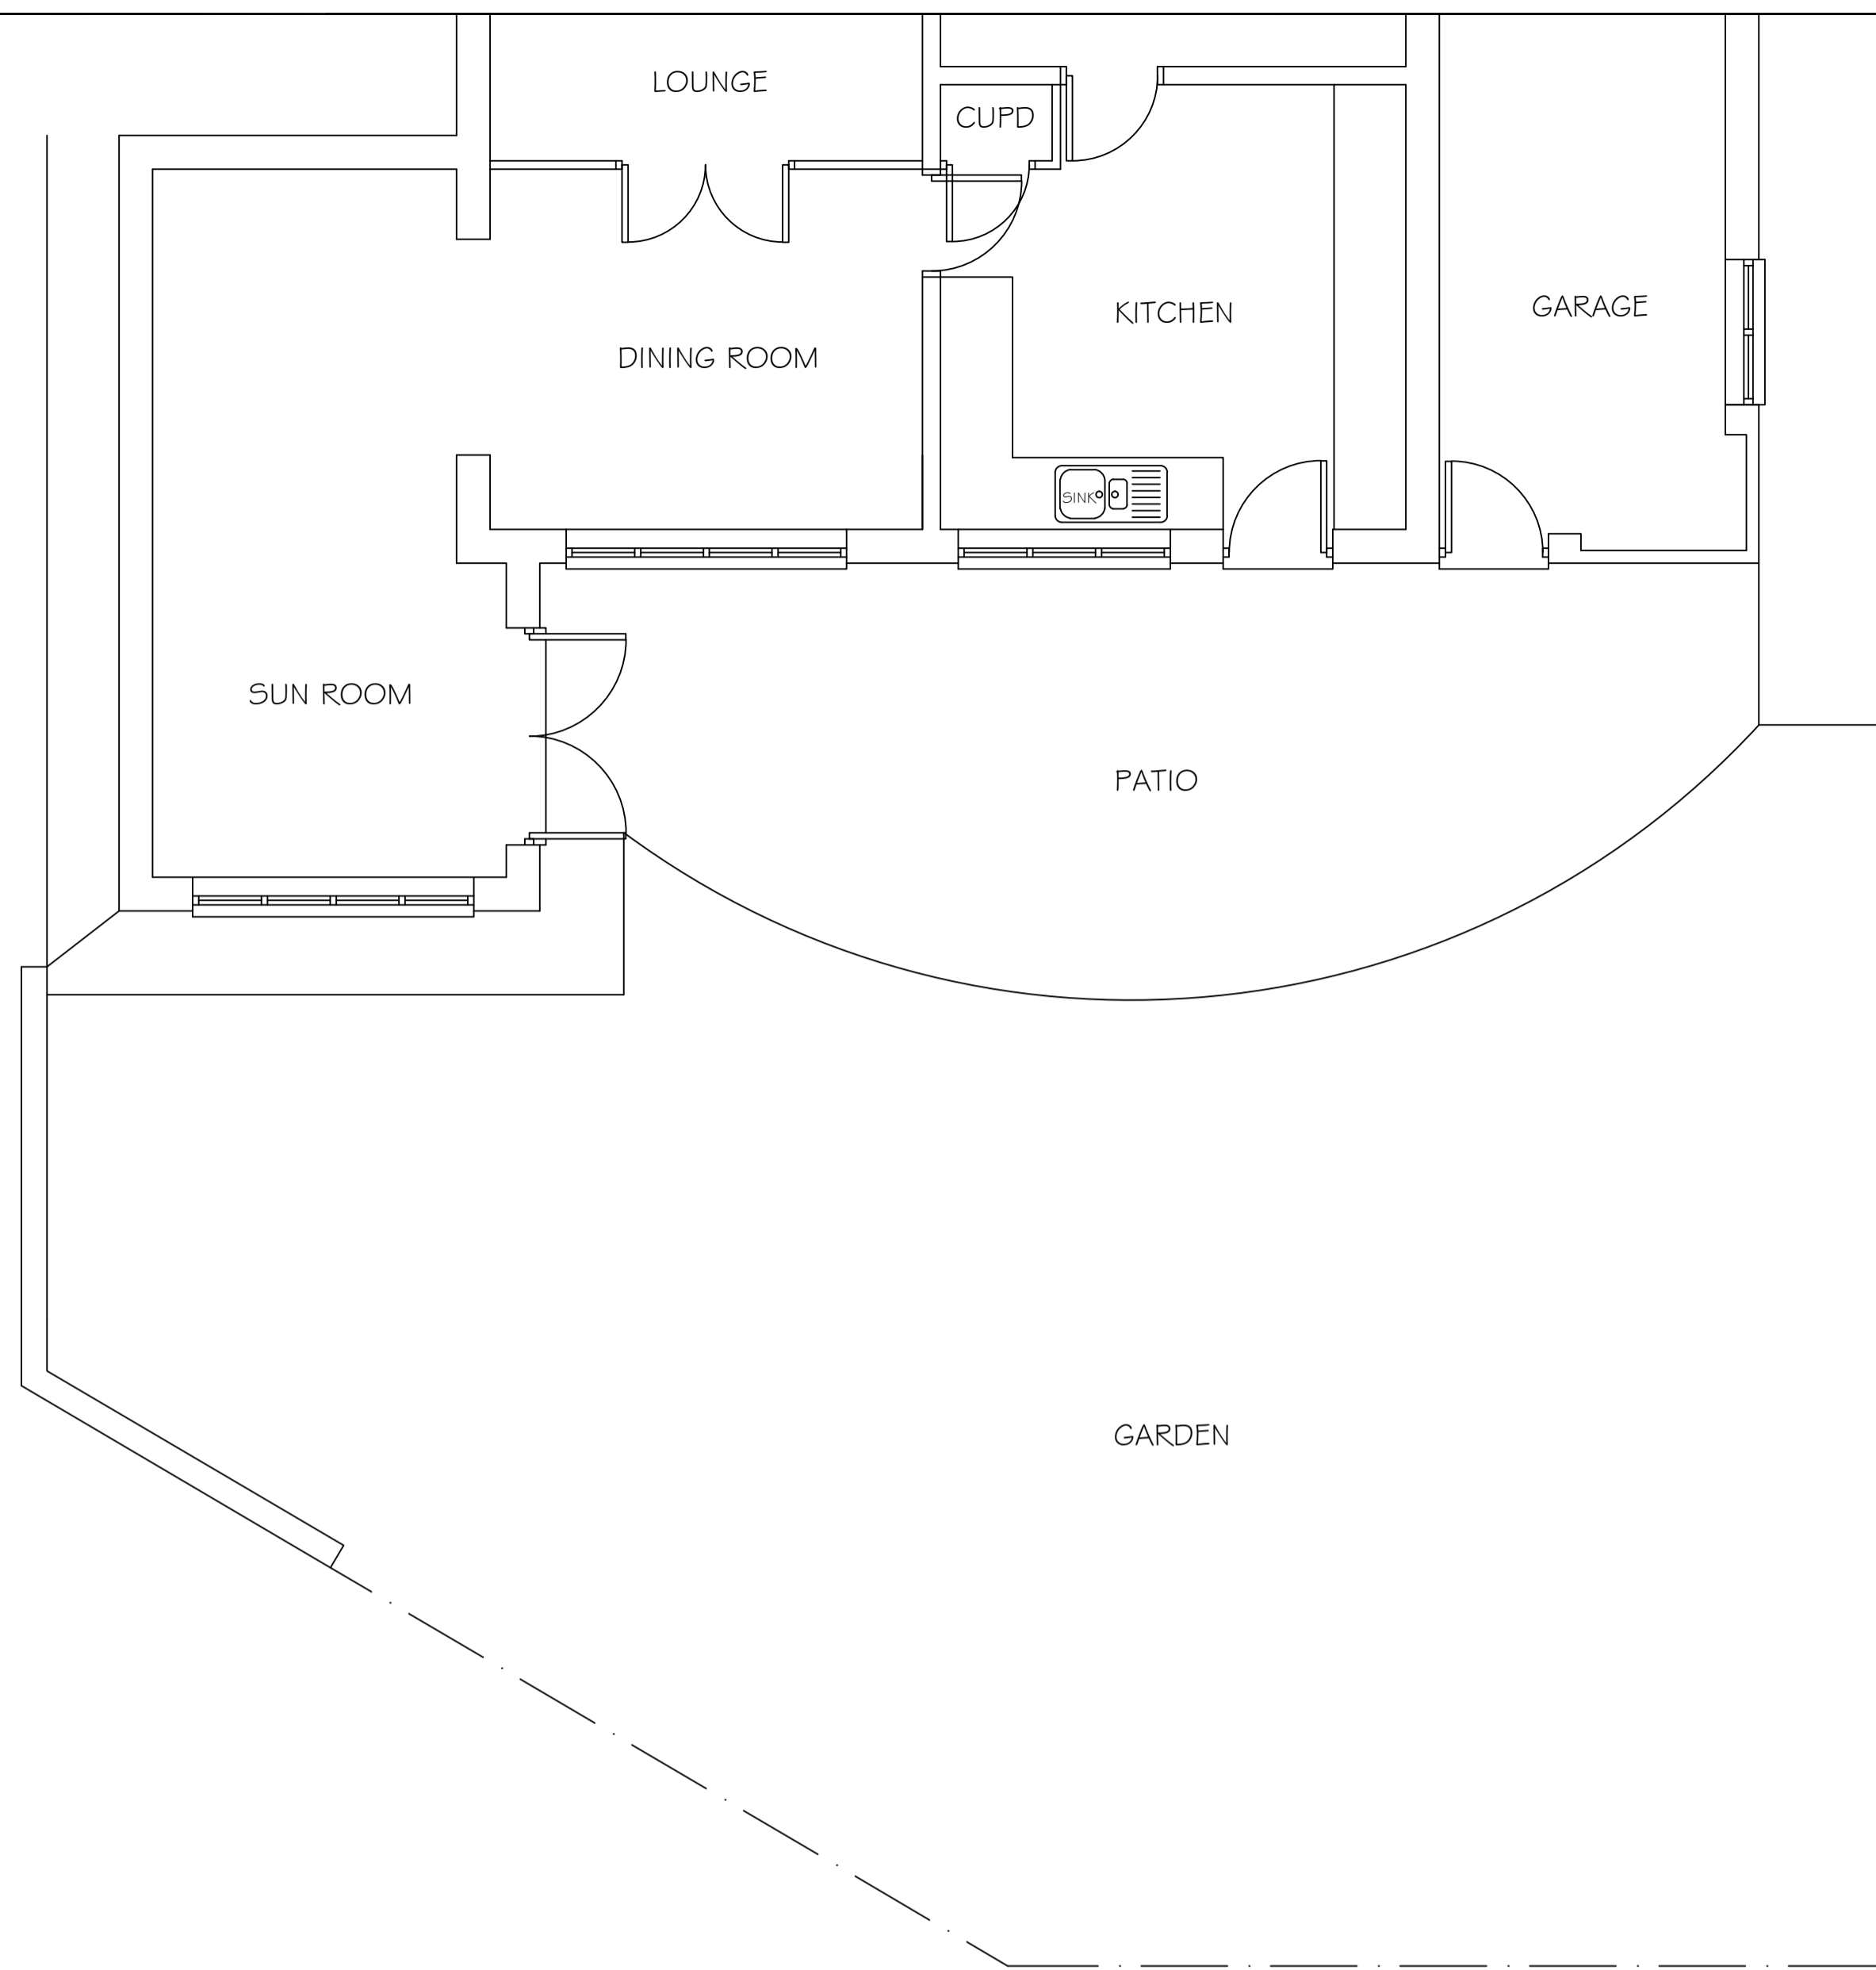 LOUNGE
CUPD
KITCHEN
GARAGE
DINING ROOM
SINK
SUN ROOM
PATIO
GARDEN